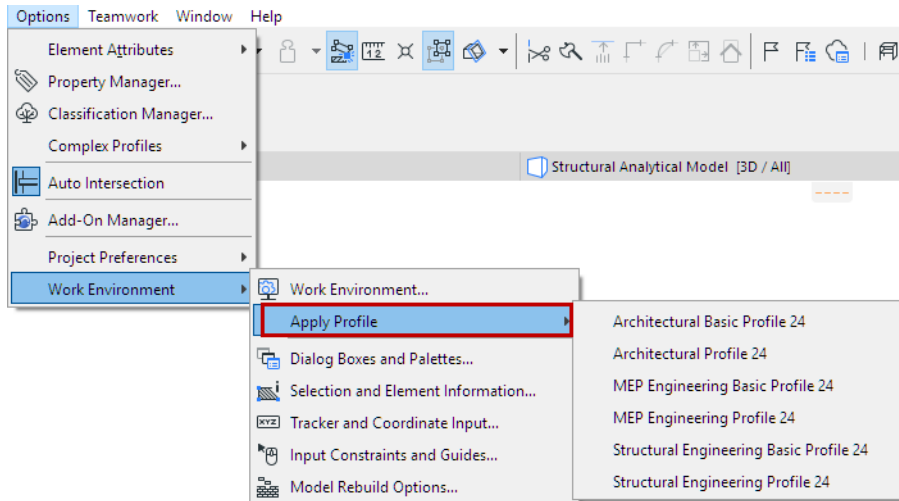 Options Teamwork Window Help
Element Attributes
Property Manager...
Classification Manager...
Complex Profiles
Structural Analytical Model [3D / All]
Auto Intersection
Add-On Manager...
Project Preferences
Work Environment
Work Environment...
Apply Profile
Dialog Boxes and Palettes...
Selection and Element Information...
Tracker and Coordinate Input...
Input Constraints and Guides...
Model Rebuild Options...
Architectural Basic Profile 24
Architectural Profile 24
MEP Engineering Basic Profile 24
MEP Engineering Profile 24
Structural Engineering Basic Profile 24
Structural Engineering Profile 24